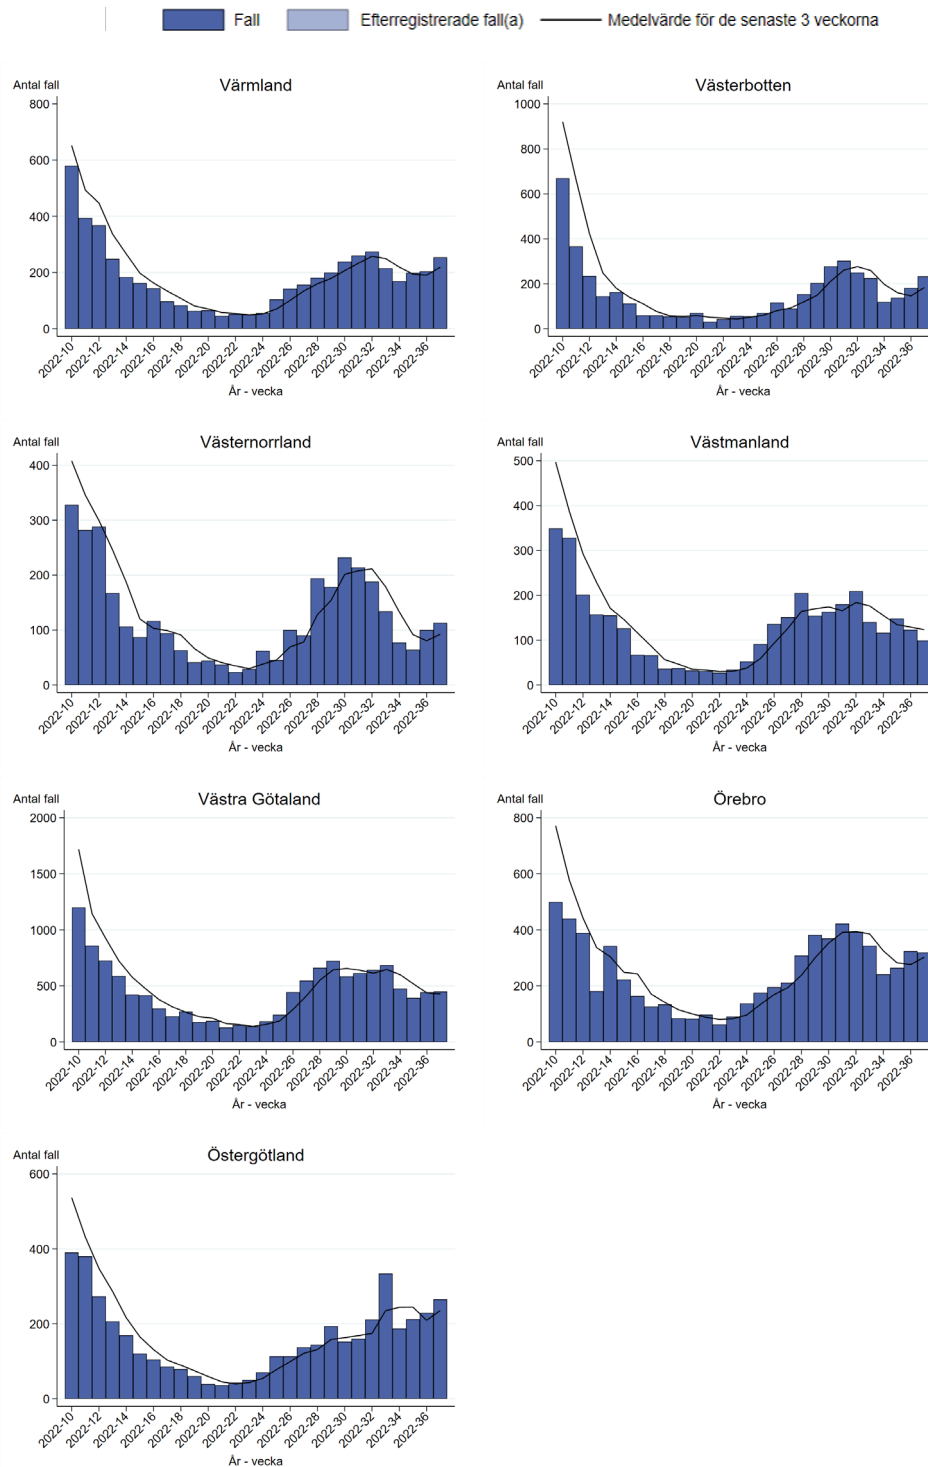 Fall Efterregistrerade fall(a) Medelvärde för de senaste 3 veckorna
Antal fall
Värmland
800
600
400
200
0
2022-10 2022-12 2022-14 2022-16 2022-18 2022-20 2022-22 2022-24 2022-26 2022-28 2022-30 2022-32 2022-34 2022-36
År - vecka
Antal fall
Västerbotten
1000
800
600
400
200
0
2022-10 2022-12 2022-14 2022-16 2022-18 2022-20 2022-22 2022-24 2022-26 2022-28 2022-30 2022-32 2022-34 2022-36
År - vecka
Antal fall
Västernorrland
400
300
200
100
0
2022-10 2022-12 2022-14 2022-16 2022-18 2022-20 2022-22 2022-24 2022-26 2022-28 2022-30 2022-32 2022-34 2022-36
År - vecka
Antal fall
Västmanland
500
400
300
200
100
0
2022-10 2022-12 2022-14 2022-16 2022-18 2022-20 2022-22 2022-24 2022-26 2022-28 2022-30 2022-32 2022-34 2022-36
År - vecka
Antal fall
Västra Götaland
2000
1500
1000
500
0
2022-10 2022-12 2022-14 2022-16 2022-18 2022-20 2022-22 2022-24 2022-26 2022-28 2022-30 2022-32 2022-34 2022-36
År - vecka
Antal fall
Örebro
800
600
400
200
0
2022-10 2022-12 2022-14 2022-16 2022-18 2022-20 2022-22 2022-24 2022-26 2022-28 2022-30 2022-32 2022-34 2022-36
År - vecka
Antal fall
Östergötland
600
400
200
0
2022-10 2022-12 2022-14 2022-16 2022-18 2022-20 2022-22 2022-24 2022-26 2022-28 2022-30 2022-32 2022-34 2022-36
År - vecka